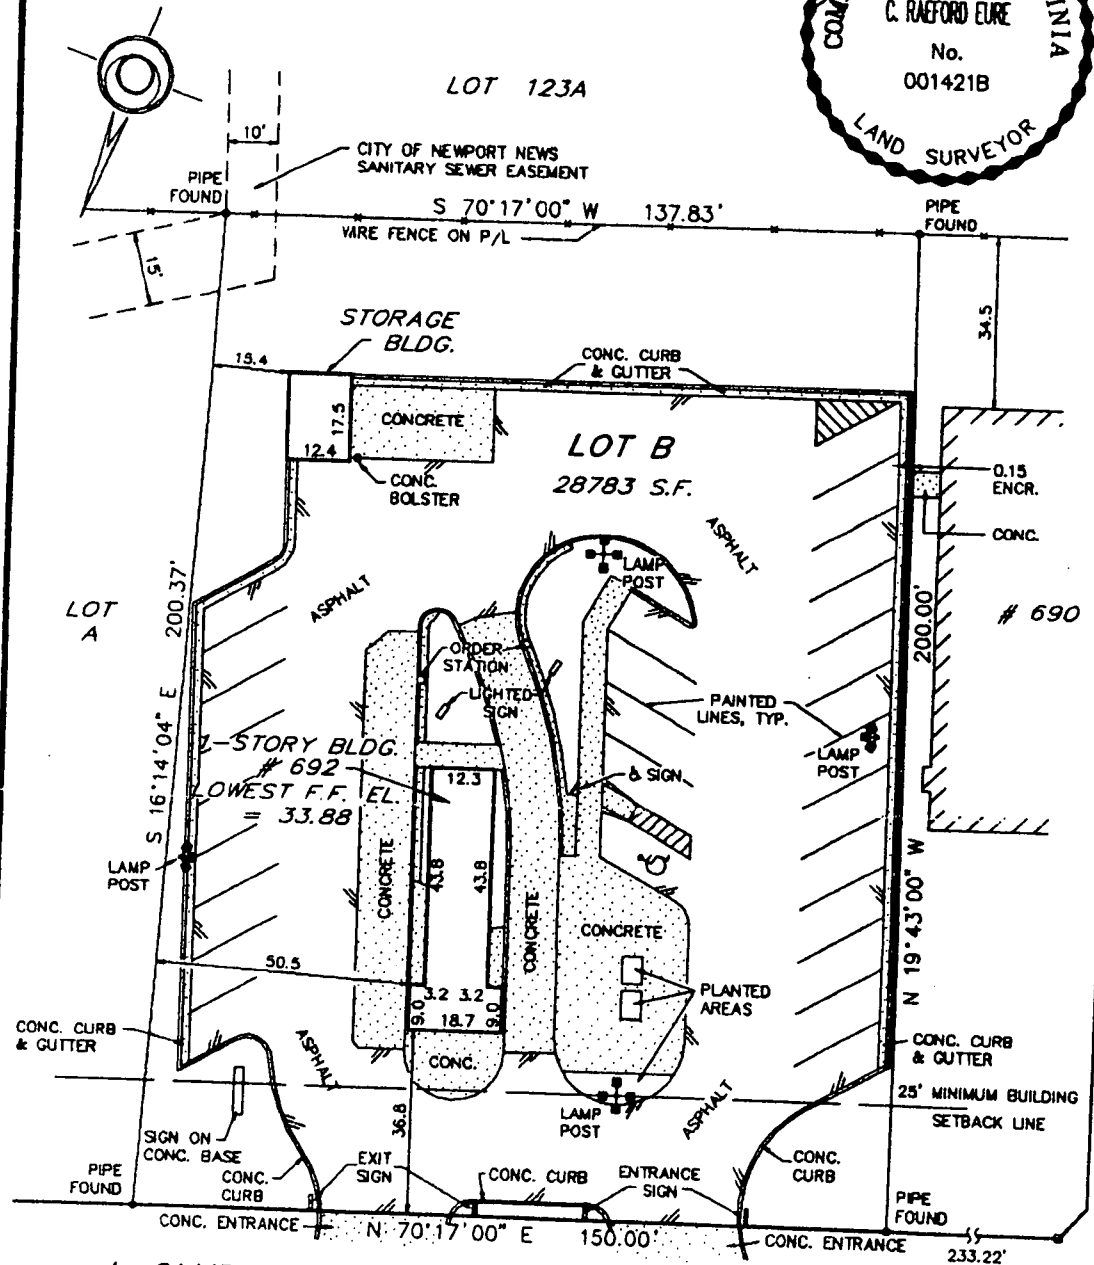 C. RAEFORD EURE
No.
001421B
LAND SURVEYOR
LOT 123A
10'
CITY OF NEWPORT NEWS
SANITARY SEWER EASEMENT
PIPE
FOUND
S 70°17'00" W 137.83'
PIPE
FOUND
WIRE FENCE ON P/L
15'
34.5
STORAGE
BLDG.
15.4
CONC. CURB
& GUTTER
17.5
CONCRETE
12.4
LOT B
28783 S.F.
CONC.
BOLSTER
0.15
ENCR.
CONC.
ASPHALT
LAMP
POST
ASPHALT
LOT
A
# 690
S 16°14'04" E 200.37'
200.00'
ORDER
STATION
LIGHTED
SIGN
PAINTED
LINES, TYP.
LAMP
POST
1-STORY BLDG.
# 692
LOWEST F.F. EL.
= 33.88
12.3
& SIGN
LAMP
POST
43.8
43.8
CONCRETE
CONCRETE
CONCRETE
N 19°43'00" W
50.5
PLANTED
AREAS
3.2 3.2
9.0
18.7
9.0
CONC. CURB
& GUTTER
ASPHALT
CONC.
CONC. CURB
& GUTTER
25' MINIMUM BUILDING
SETBACK LINE
36.8
LAMP
POST
ASPHALT
SIGN ON
CONC. BASE
CONC.
CURB
EXIT
SIGN
CONC. CURB
ENTRANCE
SIGN
CONC.
CURB
PIPE
FOUND
PIPE
FOUND
CONC. ENTRANCE
N 70°17'00" E 150.00'
CONC. ENTRANCE
233.22'